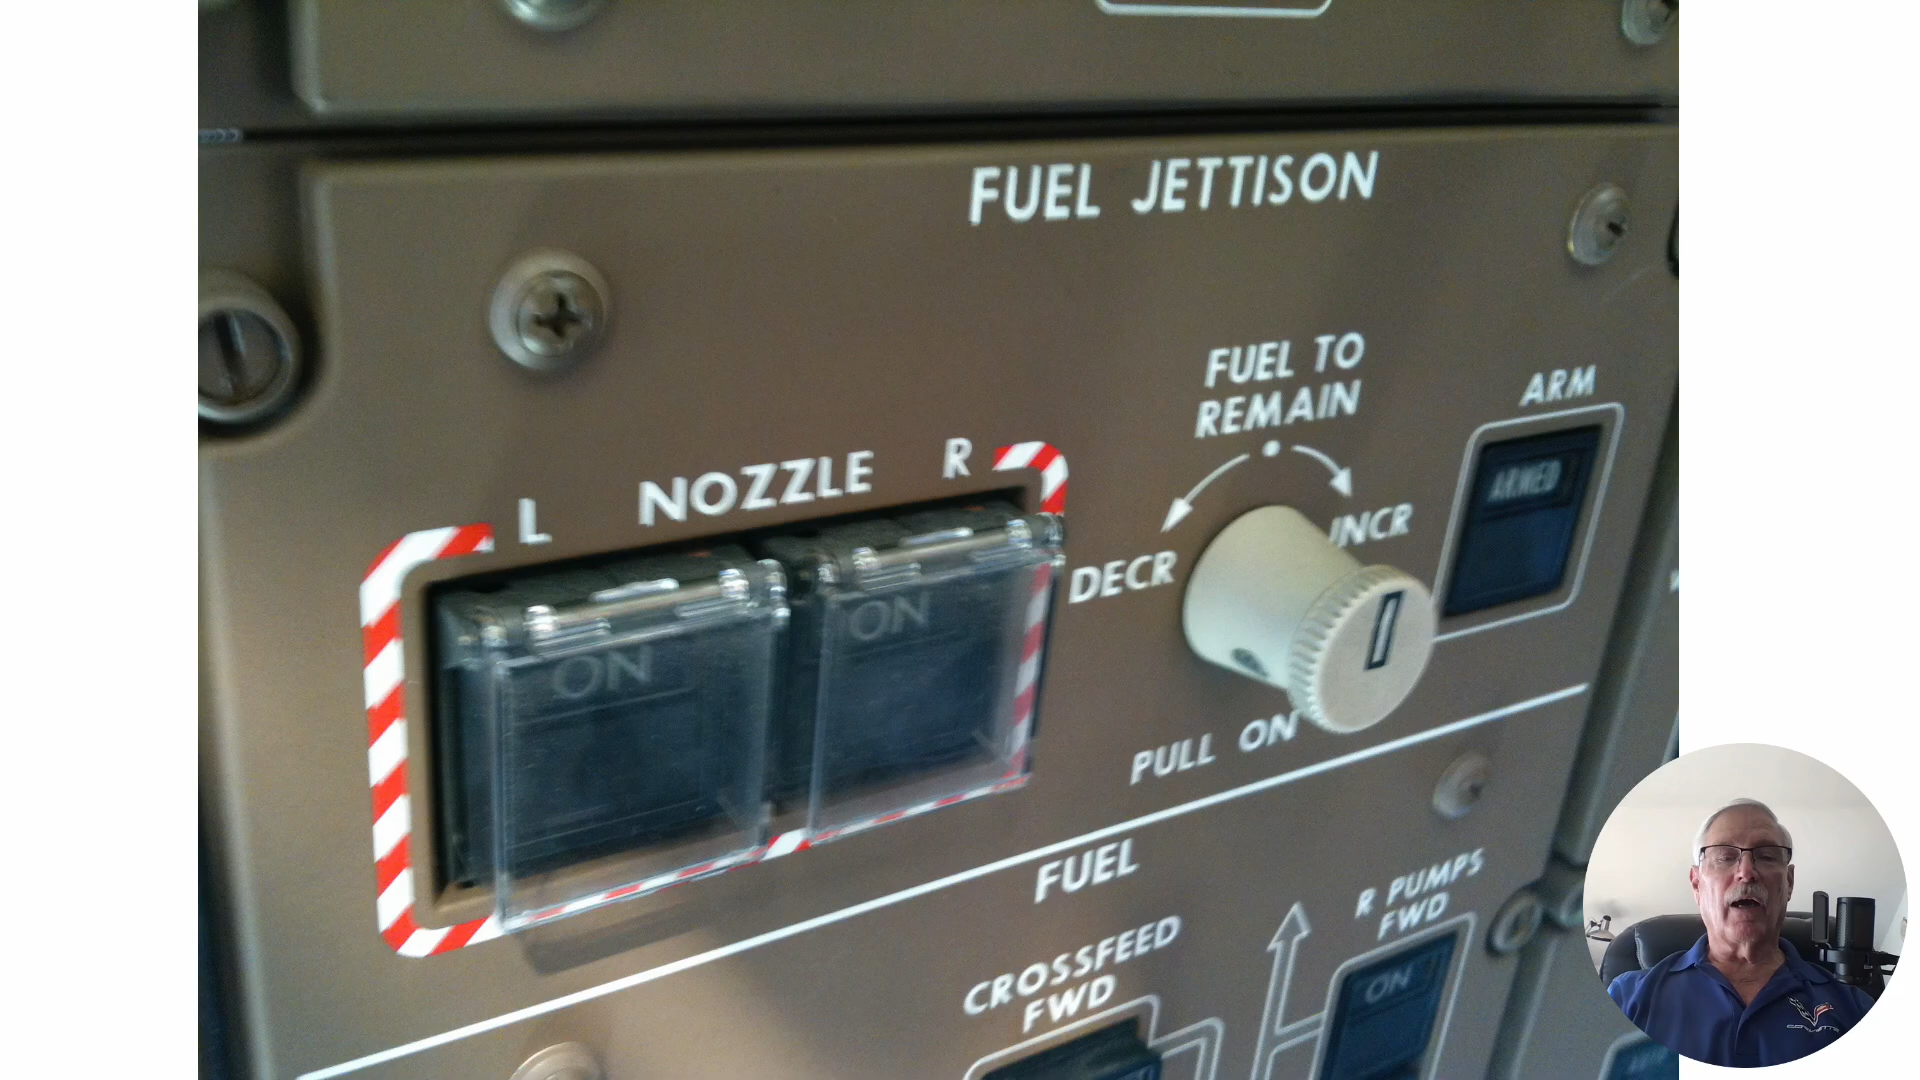 FUEL JETTISON
FUEL TO
REMAIN
ARM
ARMED
L NOZZLE R
DECR
INCR
ON
ON
PULL ON
FUEL
R PUMPS
FWD
ON
CROSSFEED
FWD